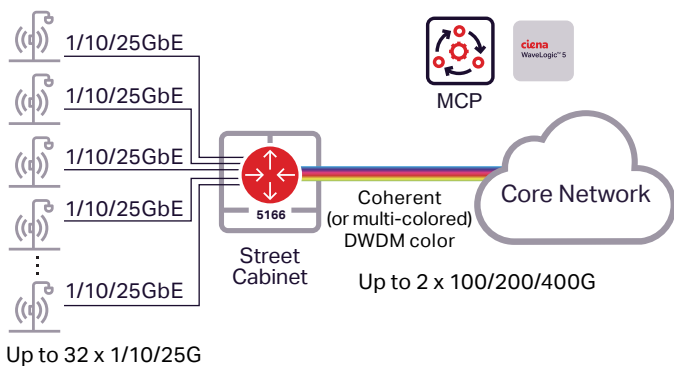 1/10/25GbE
1/10/25GbE
1/10/25GbE
1/10/25GbE
1/10/25GbE
Up to 32 x 1/10/25G
5166
Street
Cabinet
MCP
ciena
WaveLogic™ 5
Coherent
(or multi-colored)
DWDM color
Up to 2 x 100/200/400G
Core Network